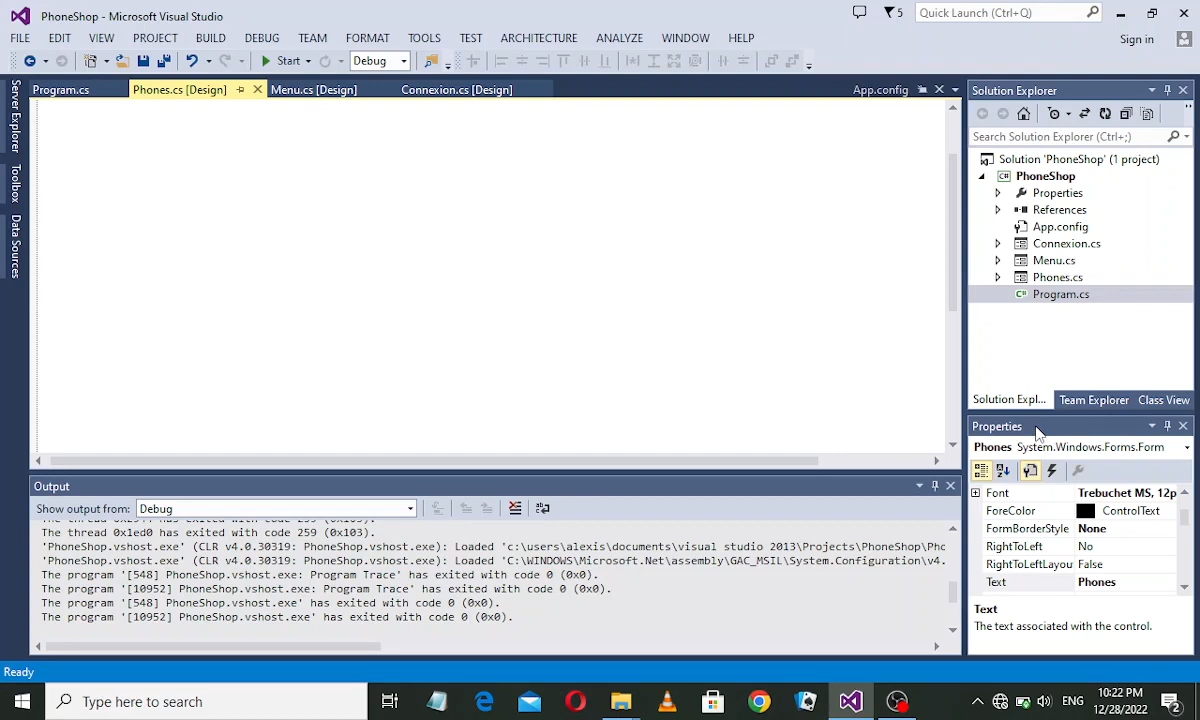 PhoneShop - Microsoft Visual Studio
5
Quick Launch (Ctrl+Q)
FILE EDIT VIEW PROJECT BUILD DEBUG TEAM FORMAT TOOLS TEST ARCHITECTURE ANALYZE WINDOW HELP
Sign in
Start Debug
Program.cs Phones.cs [Design] Menu.cs [Design] Connexion.cs [Design] App.config
Server Explorer
Toolbox
Data Sources
Solution Explorer
Search Solution Explorer (Ctrl+;)
Solution 'PhoneShop' (1 project)
PhoneShop
Properties
References
App.config
Connexion.cs
Menu.cs
Phones.cs
Program.cs
Solution Expl... Team Explorer Class View
Properties
Phones System.Windows.Forms.Form
Font Trebuchet MS, 12p
ForeColor ControlText
FormBorderStyle None
RightToLeft No
RightToLeftLayou False
Text Phones
Text
The text associated with the control.
Output
Show output from: Debug
has exited with code 259 (0x103).
The thread 0x1ed0 has exited with code 259 (0x103).
'PhoneShop.vshost.exe' (CLR v4.0.30319: PhoneShop.vshost.exe): Loaded 'c:\users\alexis\documents\visual studio 2013\Projects\PhoneShop\Pho
'PhoneShop.vshost.exe' (CLR v4.0.30319: PhoneShop.vshost.exe): Loaded 'C:\WINDOWS\Microsoft.Net\assembly\GAC_MSIL\System.Configuration\v4.
The program '[548] PhoneShop.vshost.exe: Program Trace' has exited with code 0 (0x0).
The program '[10952] PhoneShop.vshost.exe: Program Trace' has exited with code 0 (0x0).
The program '[548] PhoneShop.vshost.exe' has exited with code 0 (0x0).
The program '[10952] PhoneShop.vshost.exe' has exited with code 0 (0x0).
Ready
Type here to search
ENG
10:22 PM
12/28/2022
2